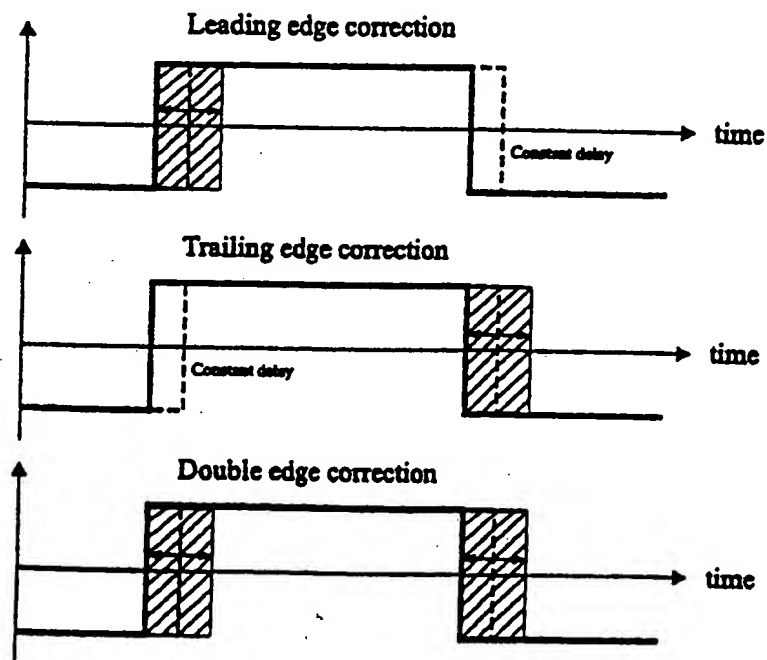 Leading edge correction
time
Constant delay
Trailing edge correction
time
Constant delay
Double edge correction
time